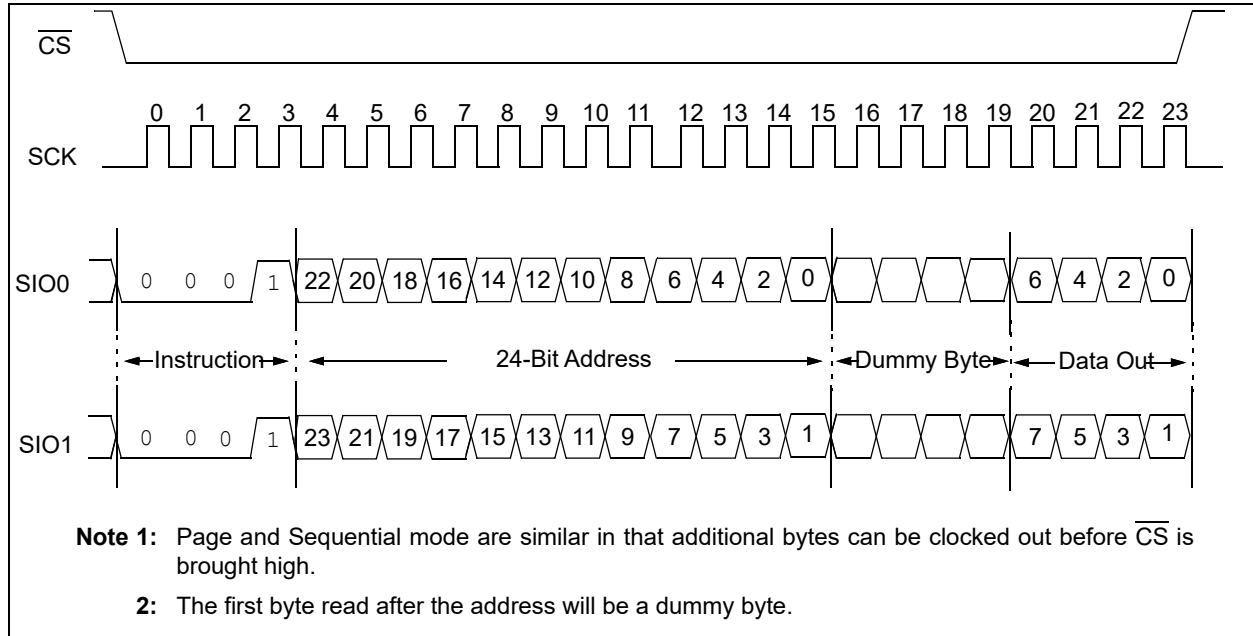 CS
0 1 2 3 4 5 6 7 8 9 10 11 12 13 14 15 16 17 18 19 20 21 22 23
SCK
SIO0 0 0 0 1 22 20 18 16 14 12 10 8 6 4 2 0 6 4 2 0
Instruction 24-Bit Address Dummy Byte Data Out
SIO1 0 0 0 1 23 21 19 17 15 13 11 9 7 5 3 1 7 5 3 1
Note 1: Page and Sequential mode are similar in that additional bytes can be clocked out before CS is
brought high.
2: The first byte read after the address will be a dummy byte.